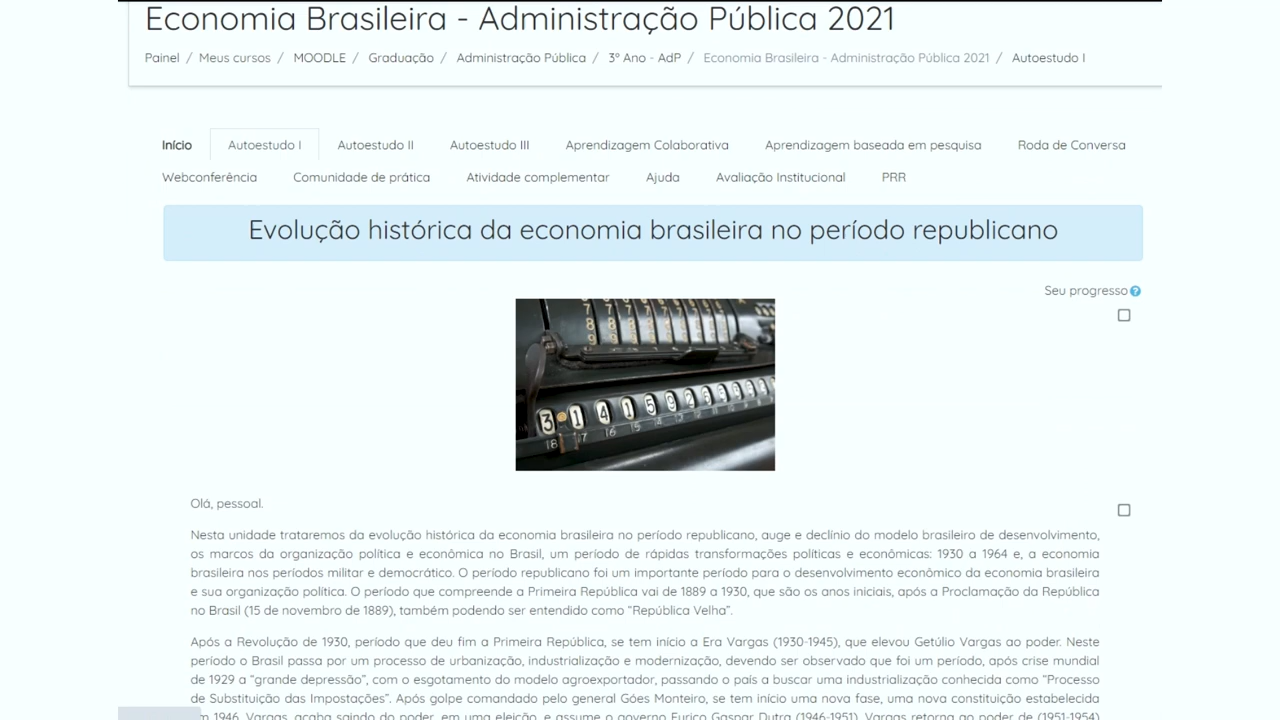 Economia Brasileira - Administração Pública 2021
Painel / Meus cursos / MOODLE / Graduação / Administração Pública / 3º Ano - AdP / Economia Brasileira - Administração Pública 2021 / Autoestudo I
Início Autoestudo I Autoestudo II Autoestudo III Aprendizagem Colaborativa Aprendizagem baseada em pesquisa Roda de Conversa
Webconferência Comunidade de prática Atividade complementar Ajuda Avaliação Institucional PRR
Evolução histórica da economia brasileira no período republicano
Seu progresso
Olá, pessoal.
Nesta unidade trataremos da evolução histórica da economia brasileira no período republicano, auge e declínio do modelo brasileiro de desenvolvimento,
os marcos da organização política e econômica no Brasil, um período de rápidas transformações políticas e econômicas: 1930 a 1964 e, a economia
brasileira nos períodos militar e democrático. O período republicano foi um importante período para o desenvolvimento econômico da economia brasileira
e sua organização política. O período que compreende a Primeira República vai de 1889 a 1930, que são os anos iniciais, após a Proclamação da República
no Brasil (15 de novembro de 1889), também podendo ser entendido como "República Velha".
Após a Revolução de 1930, período que deu fim a Primeira República, se tem início a Era Vargas (1930-1945), que elevou Getúlio Vargas ao poder. Neste
período o Brasil passa por um processo de urbanização, industrialização e modernização, devendo ser observado que foi um período, após crise mundial
de 1929 a "grande depressão", com o esgotamento do modelo agroexportador, passando o país a buscar uma industrialização conhecida como "Processo
de Substituição das Impostações". Após golpe comandado pelo general Góes Monteiro, se tem início uma nova fase, uma nova constituição estabelecida
em 1946, Vargas, acaba saindo do poder, em uma eleição, e assume o governo Eurico Gaspar Dutra (1946-1951). Vargas retorna ao poder de (1951-1954)